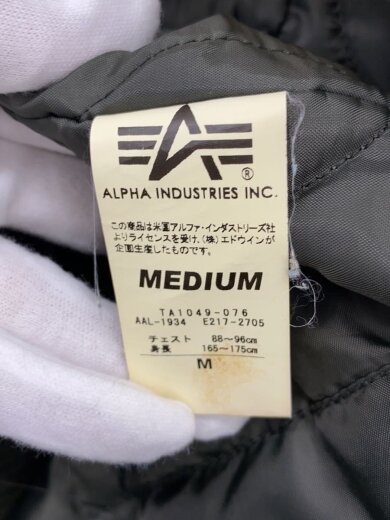 ®
ALPHA INDUSTRIES INC.
この商品は米国アルファ・インダストリーズ社
よりライセンスを受け、(株)エドウィンが
企画生産したものです。
MEDIUM
TA1049-076
AAL-1934 E217-2705
チェスト 88〜96cm
身長 165〜175cm
M